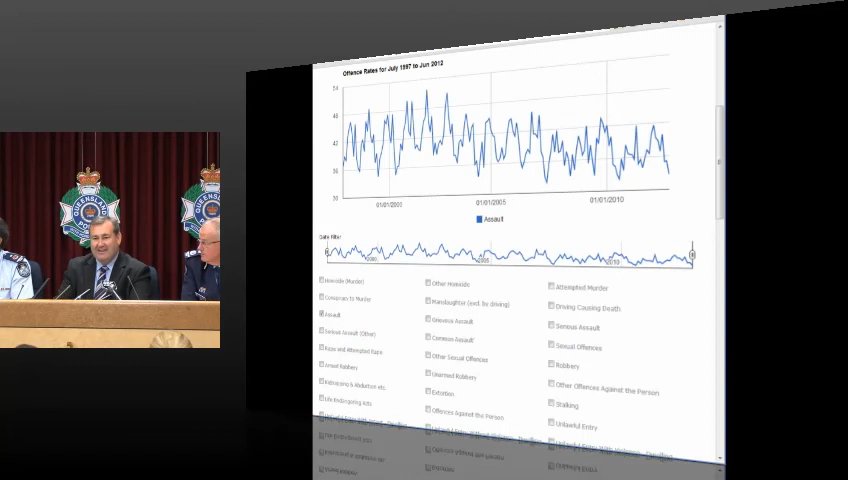 Offence Rates for July 1997 to Jun 2012
54
48
42
36
30
01/01/2000
01/01/2005
01/01/2010
Assault
Date Filter
2000
2005
2010
Homicide (Murder)
Other Homicide
Attempted Murder
Conspiracy to Murder
Manslaughter (excl. by driving)
Driving Causing Death
Assault
Grievous Assault
Serious Assault
Serious Assault (Other)
Common Assault
Sexual Offences
Rape and Attempted Rape
Other Sexual Offences
Robbery
Armed Robbery
Unarmed Robbery
Other Offences Against the Person
Kidnapping & Abduction etc.
Extortion
Stalking
Life Endangering Acts
Offences Against the Person
Unlawful Entry
QUEENSLAND
QUEENSLAND